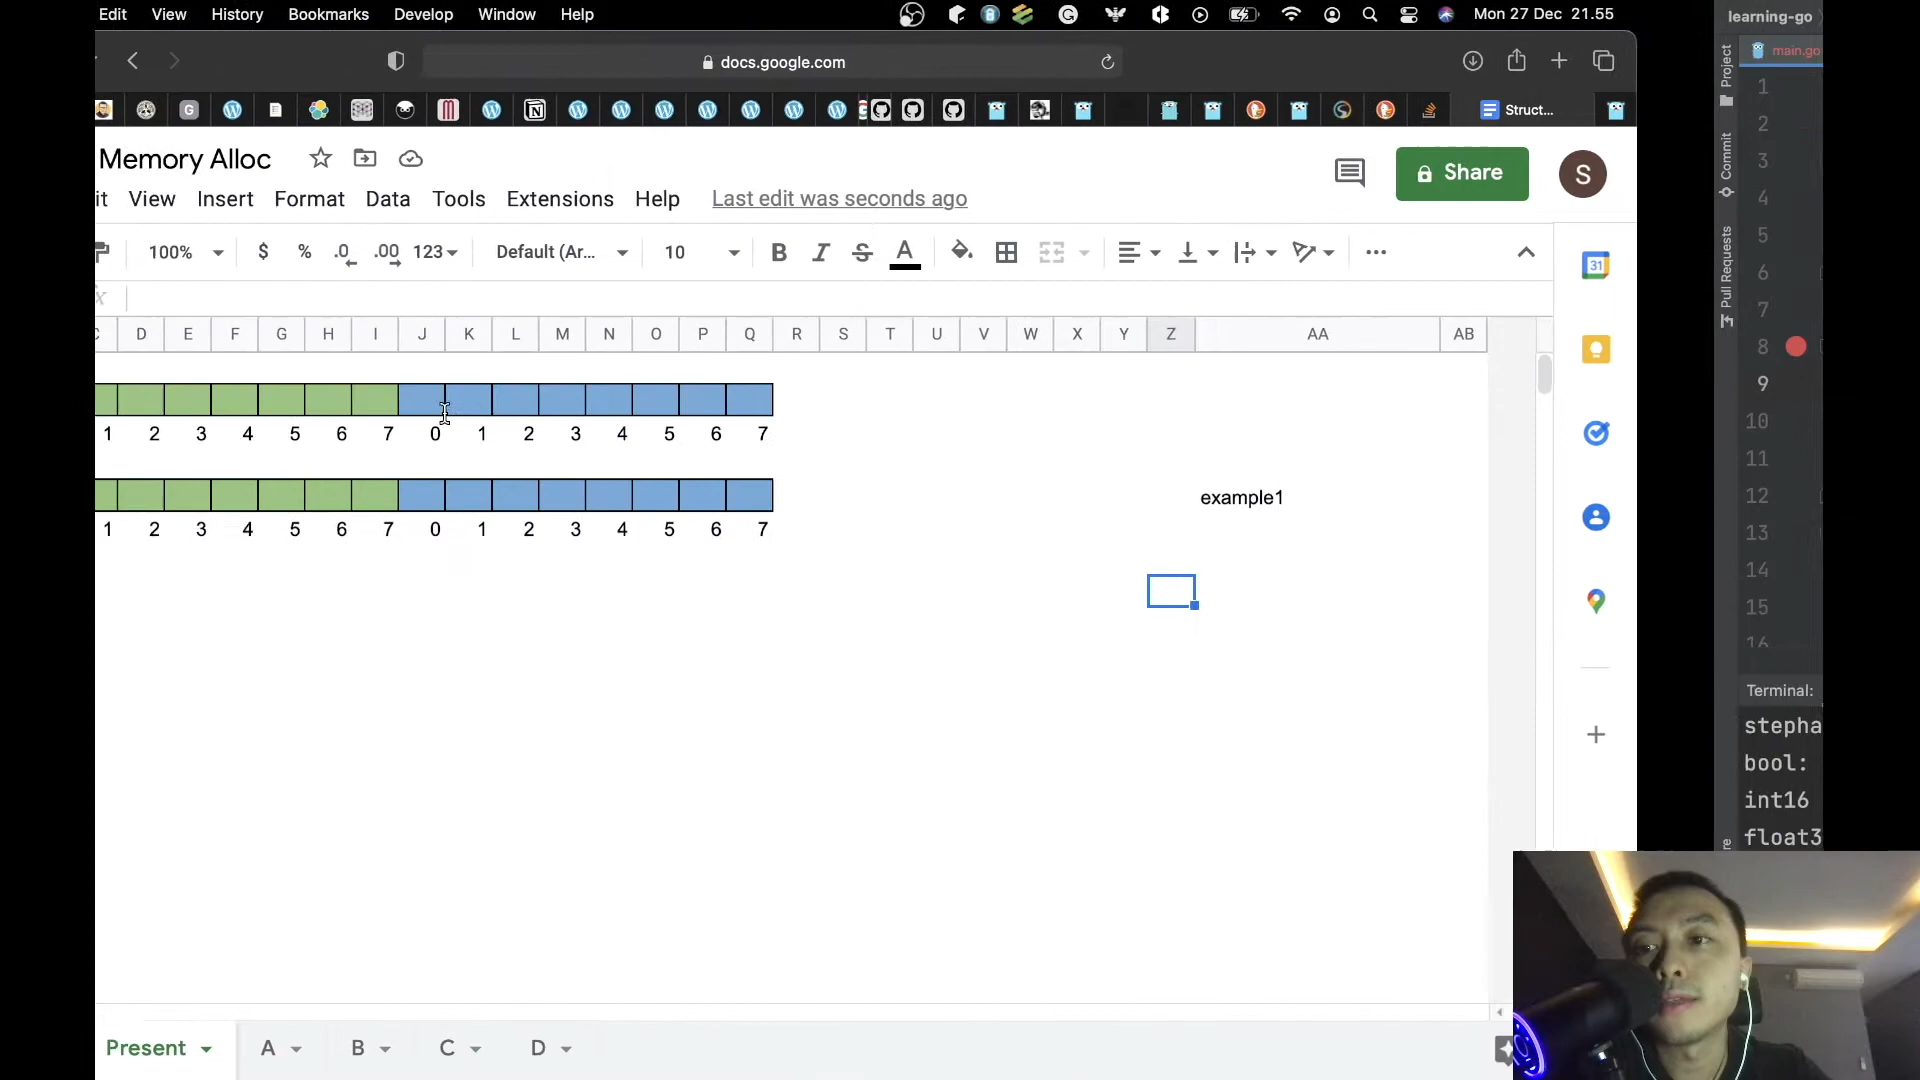 Edit View History Bookmarks Develop Window Help Mon 27 Dec 21.55
docs.google.com
Struct...
Memory Alloc
Share
S
it View Insert Format Data Tools Extensions Help Last edit was seconds ago
100% $ % .0 .00 123 Default (Ar... 10 B I S A
31
C D E F G H I J K L M N O P Q R S T U V W X Y Z AA AB
1 2 3 4 5 6 7 0 1 2 3 4 5 6 7
example1
1 2 3 4 5 6 7 0 1 2 3 4 5 6 7
Present A B C D
learning-go
main.go
Project
Commit
Pull Requests
1
2
3
4
5
6
7
8
9
10
11
12
13
14
15
16
Terminal:
stepha
bool:
int16
float3